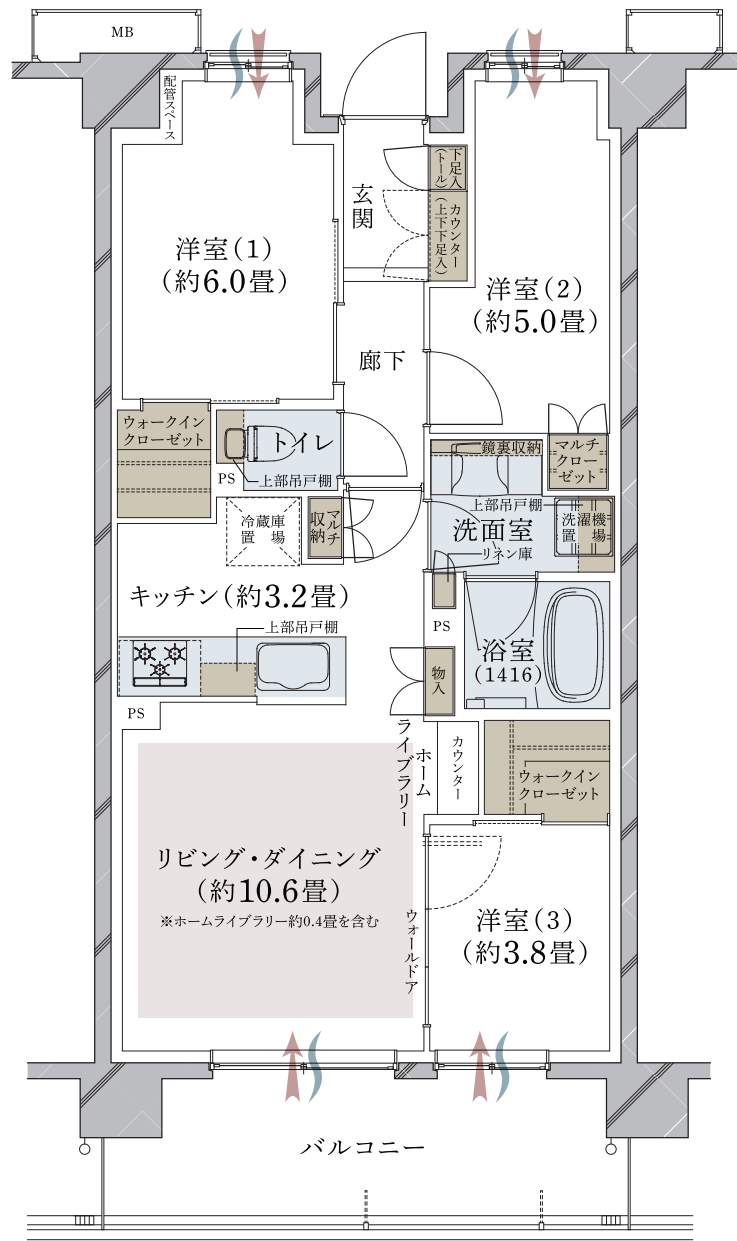 MB
配管スペース
玄関
下足入
（トール）
カウンター
（上下下足入）
洋室（1）
（約6.0畳）
洋室（2）
（約5.0畳）
廊下
ウォークイン
クローゼット
トイレ
PS
上部吊戸棚
鏡裏収納
マルチ
クロー
ゼット
冷蔵庫
置　場
マルチ
収納
上部吊戸棚
洗面室
洗濯機
置　場
リネン庫
キッチン（約3.2畳）
上部吊戸棚
PS
浴室
（1416）
物入
PS
ホーム
ライブラリー
カウンター
ウォークイン
クローゼット
リビング・ダイニング
（約10.6畳）
※ホームライブラリー約0.4畳を含む
ウォールドア
洋室（3）
（約3.8畳）
バルコニー